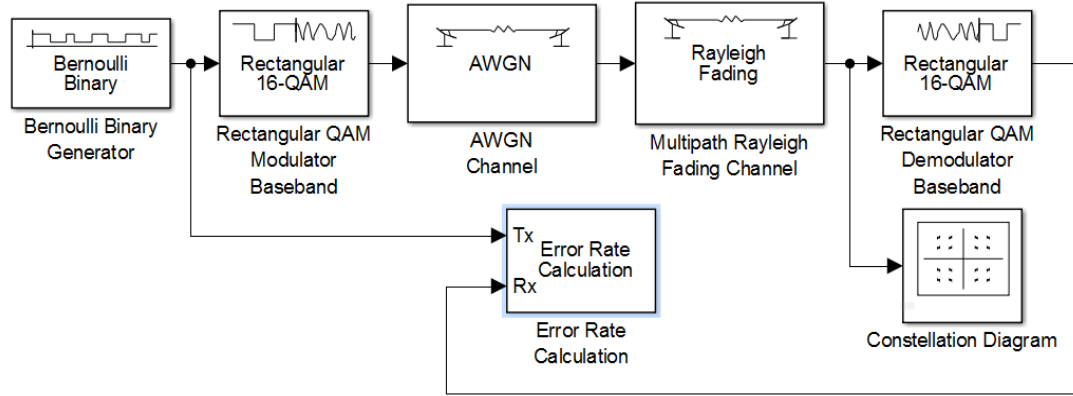 Bernoulli
Binary
Bernoulli Binary
Generator
Rectangular
16-QAM
Rectangular QAM
Modulator
Baseband
AWGN
AWGN
Channel
Rayleigh
Fading
Multipath Rayleigh
Fading Channel
Rectangular
16-QAM
Rectangular QAM
Demodulator
Baseband
Tx
Error Rate
Calculation
Rx
Error Rate
Calculation
Constellation Diagram